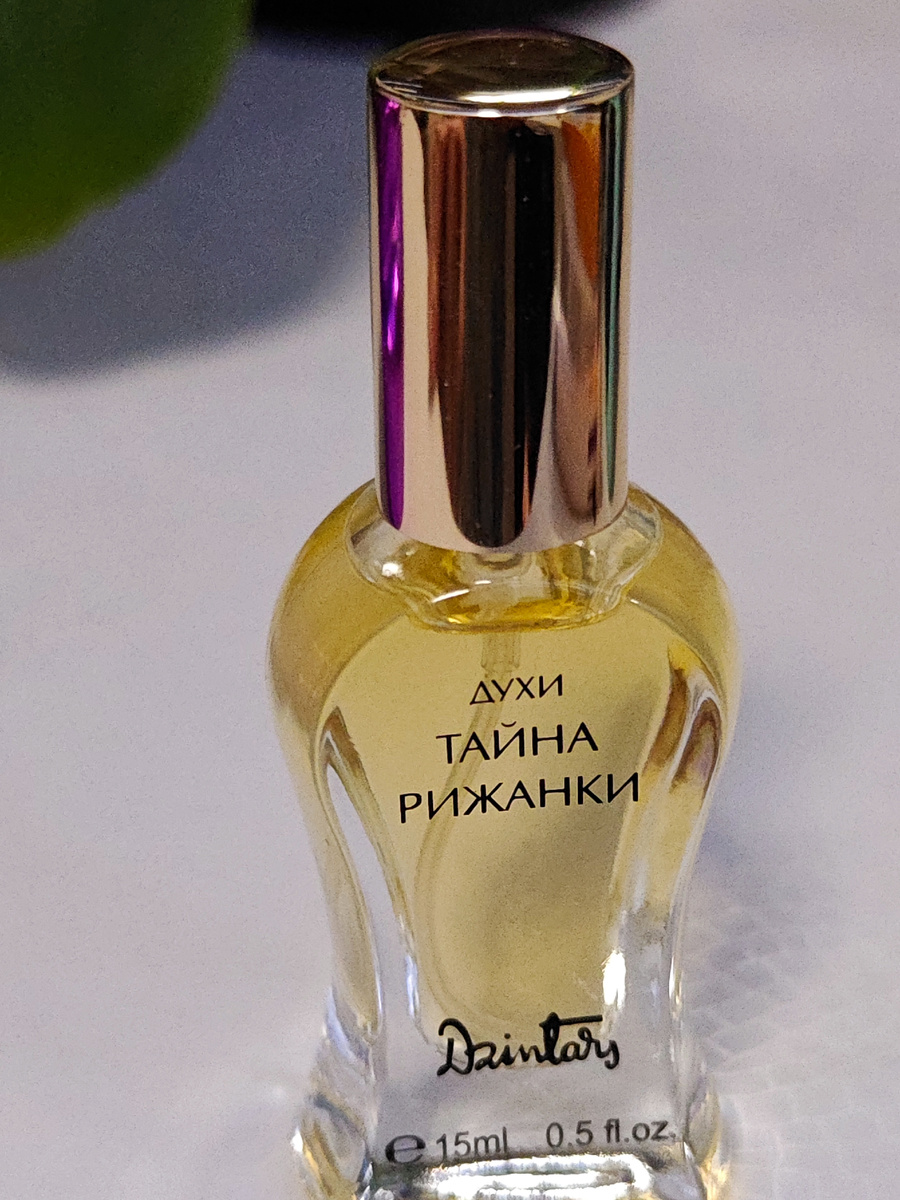 ДУХИ
ТАЙНА
РИЖАНКИ
Dzintars
℮ 15ml 0.5 fl.oz.